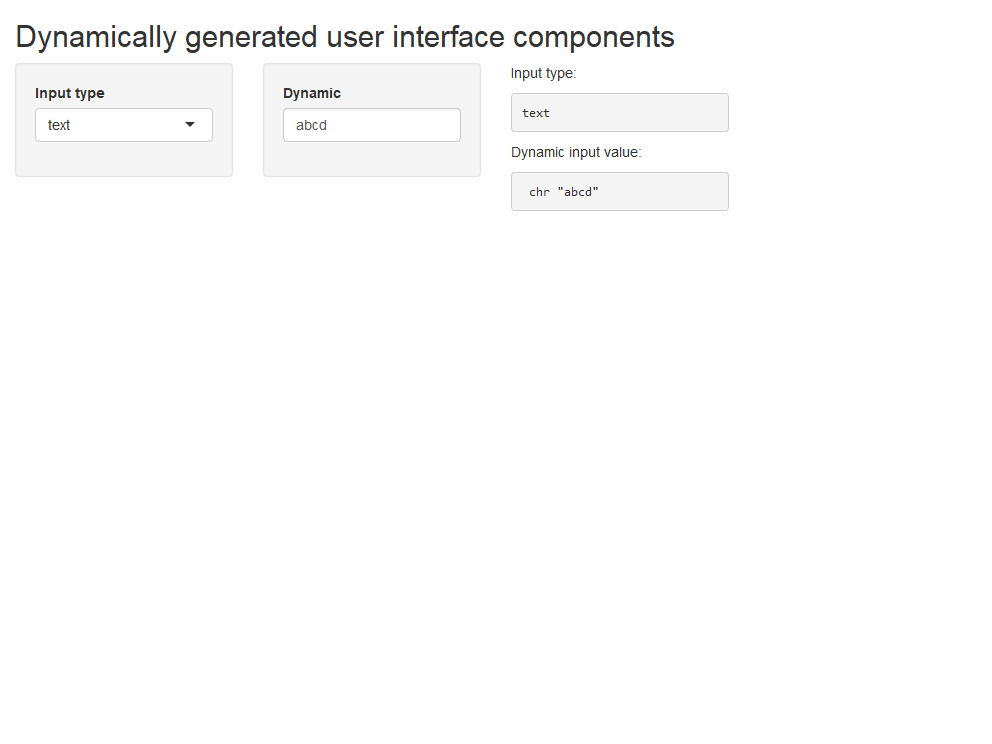 Dynamically generated user interface components
Input type
text
Dynamic
abcd
Input type:
text
Dynamic input value:
chr "abcd"